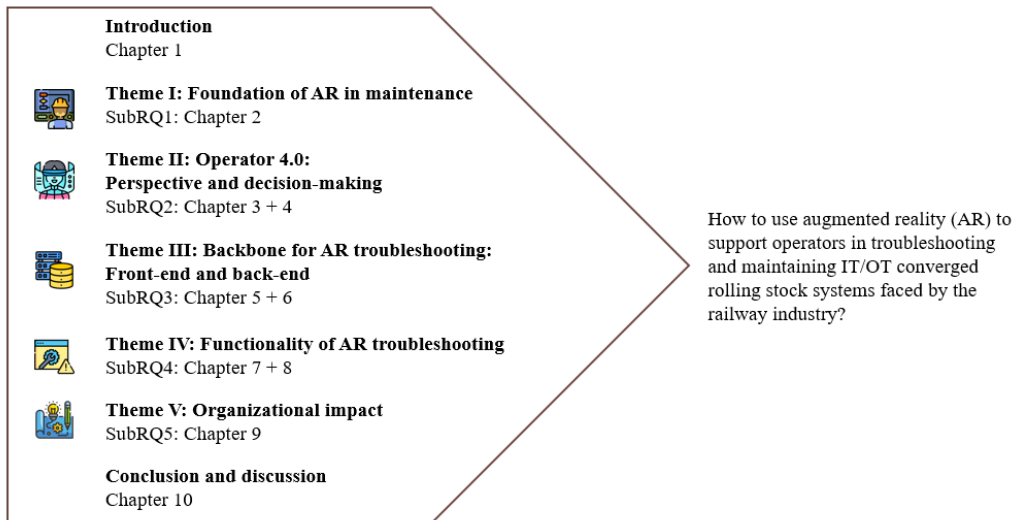 Introduction
Chapter 1
Theme I: Foundation of AR in maintenance
SubRQ1: Chapter 2
Theme II: Operator 4.0:
Perspective and decision-making
SubRQ2: Chapter 3 + 4
Theme III: Backbone for AR troubleshooting:
Front-end and back-end
SubRQ3: Chapter 5 + 6
Theme IV: Functionality of AR troubleshooting
SubRQ4: Chapter 7 + 8
Theme V: Organizational impact
SubRQ5: Chapter 9
Conclusion and discussion
Chapter 10
How to use augmented reality (AR) to
support operators in troubleshooting
and maintaining IT/OT converged
rolling stock systems faced by the
railway industry?